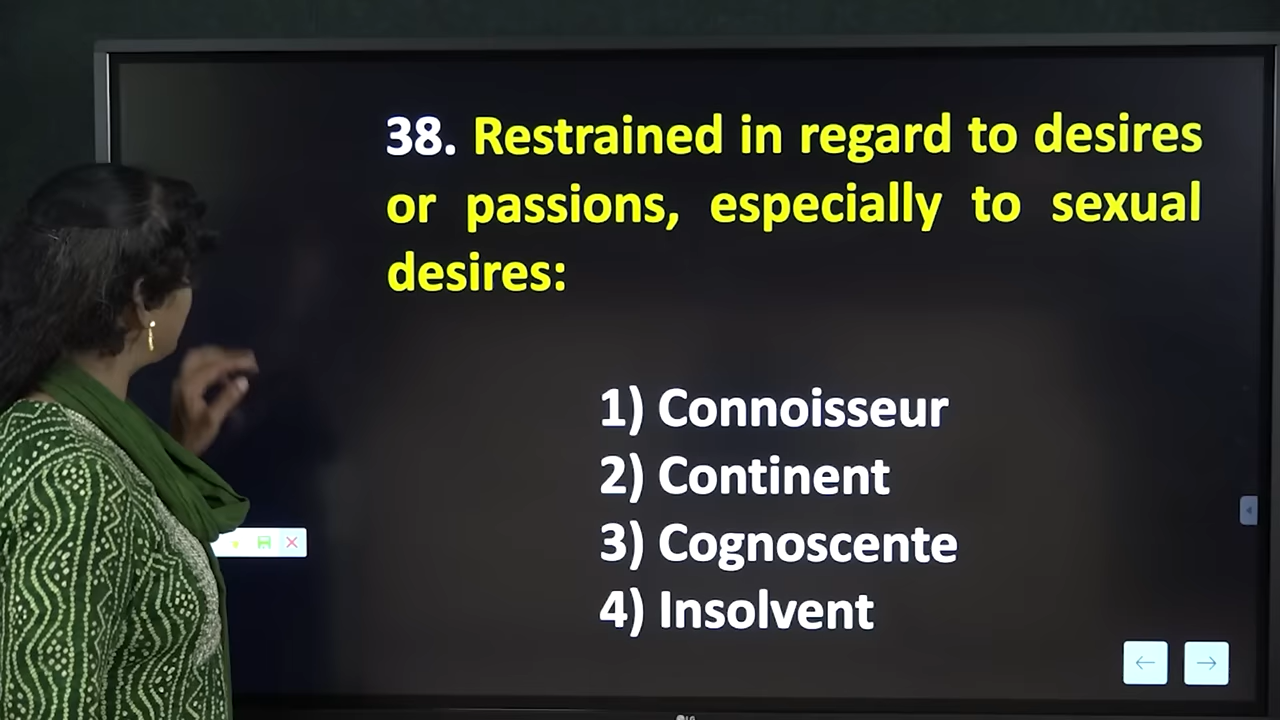 38. Restrained in regard to desires
or passions, especially to sexual
desires:
1) Connoisseur
2) Continent
3) Cognoscente
4) Insolvent
LG